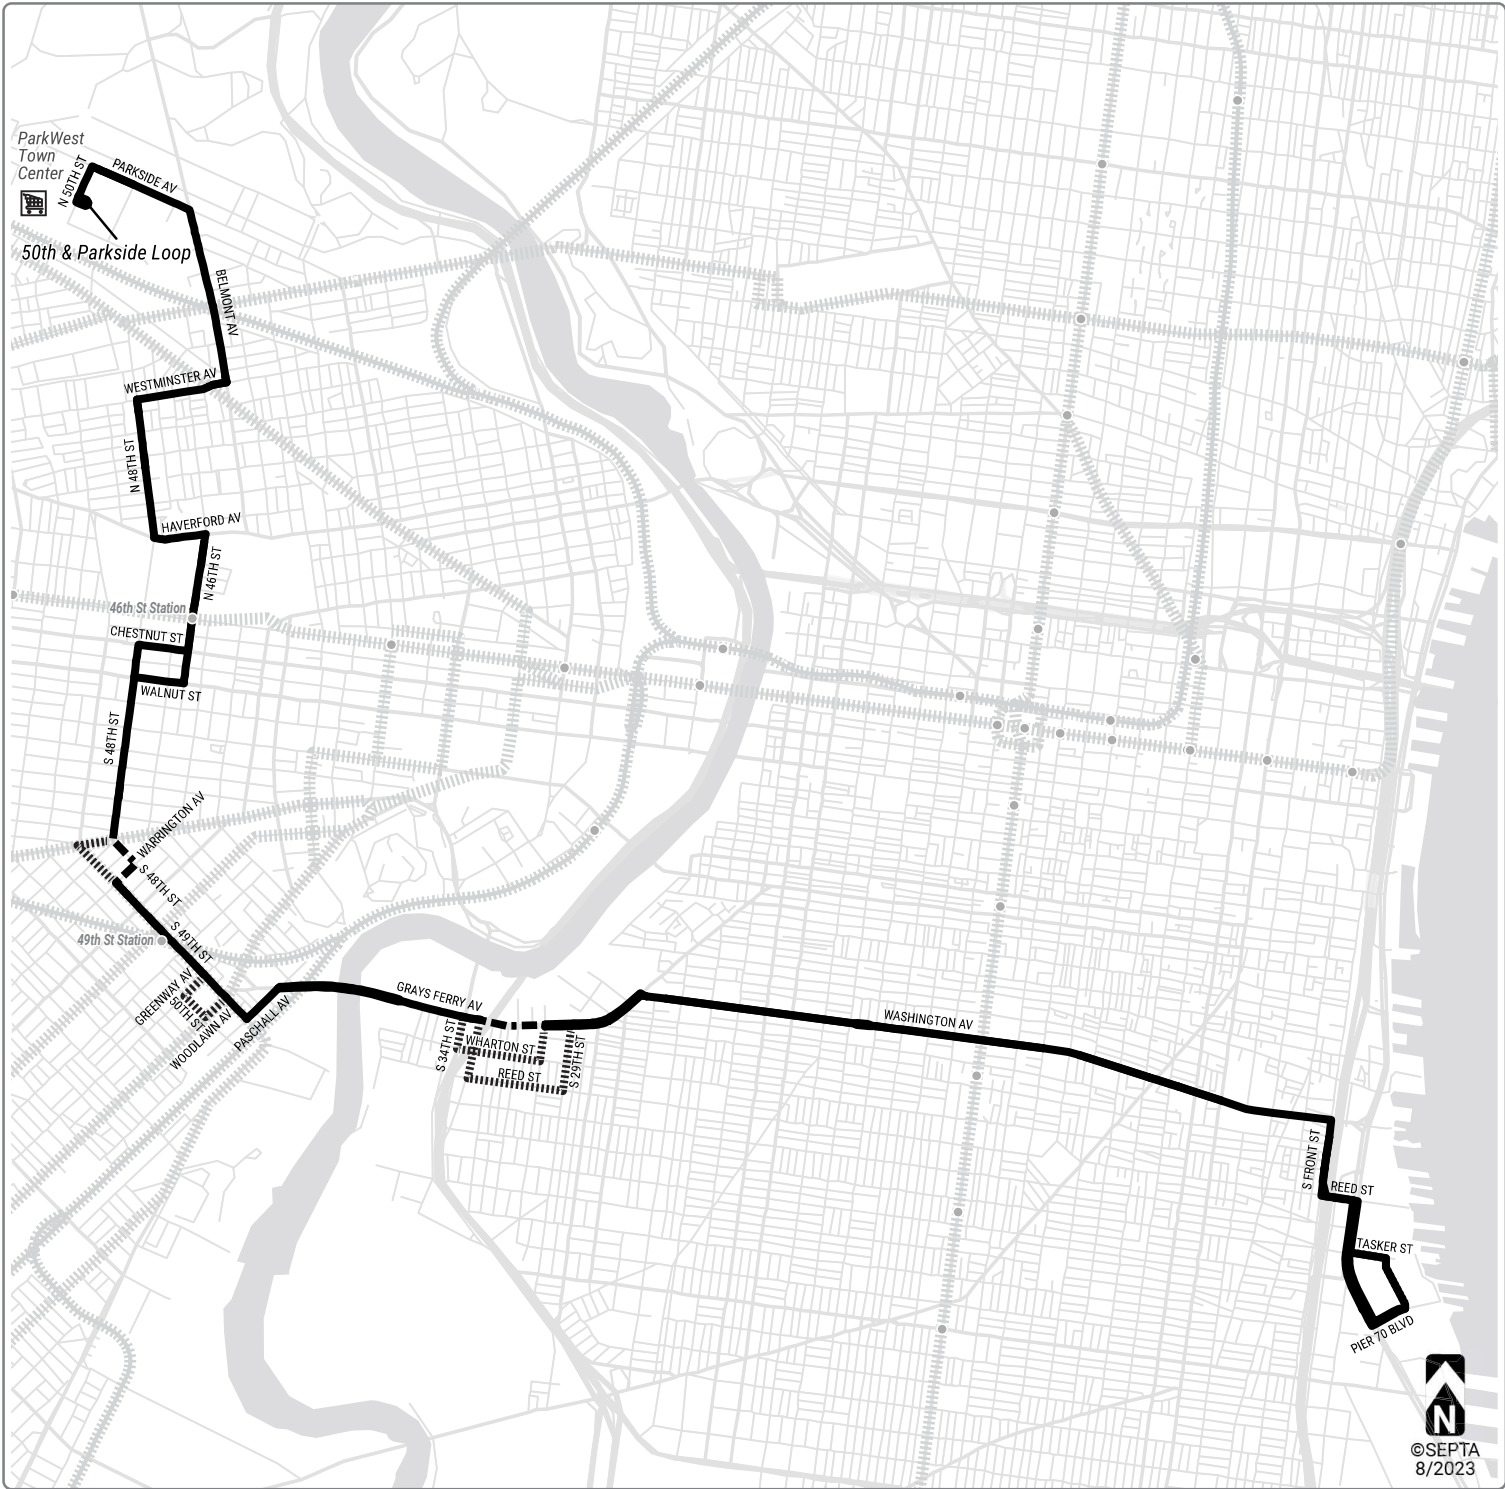 ParkWest
Town
Center
N 50TH ST
PARKSIDE AV
50th & Parkside Loop
BELMONT AV
WESTMINSTER AV
N 48TH ST
HAVERFORD AV
N 46TH ST
46th St Station
CHESTNUT ST
WALNUT ST
S 48TH ST
WARRINGTON AV
S 48TH ST
S 49TH ST
49th St Station
GREENWAY AV
50TH ST
WOODLAWN AV
PASCHALL AV
GRAYS FERRY AV
S 34TH ST
WHARTON ST
REED ST
S 29TH ST
WASHINGTON AV
S FRONT ST
REED ST
TASKER ST
PIER 70 BLVD
N
©SEPTA
8/2023